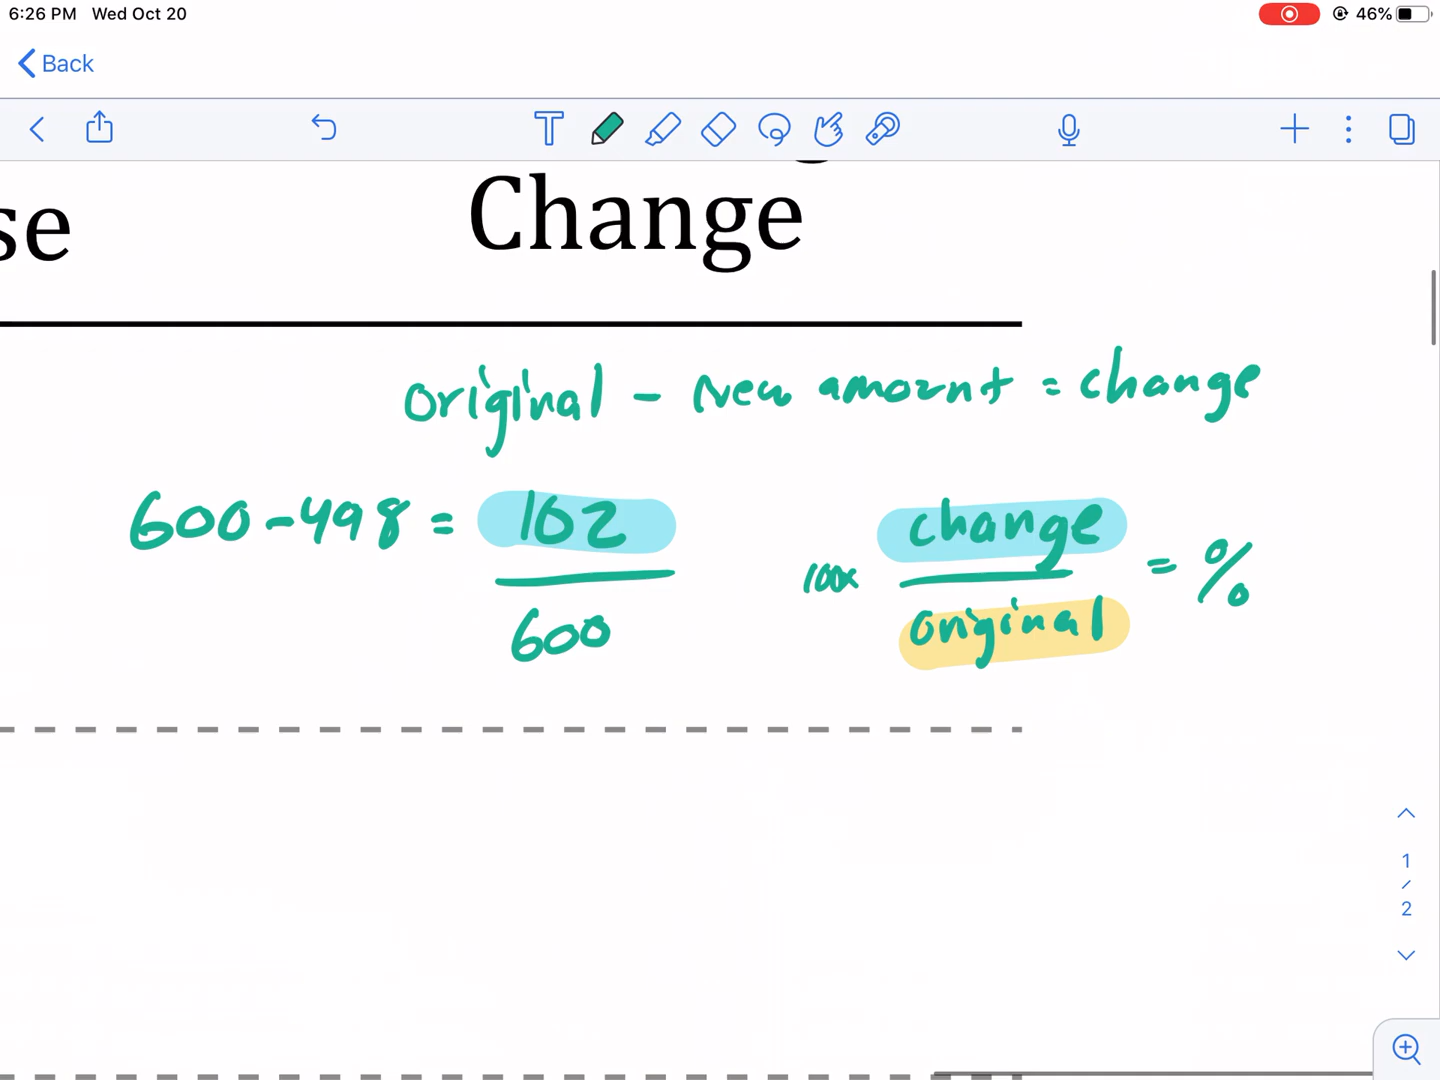 6:26 PM Wed Oct 20 46%
Back
se Change
original - New amount = change
600-498 = 102
600
100x change = %
original
1
/
2